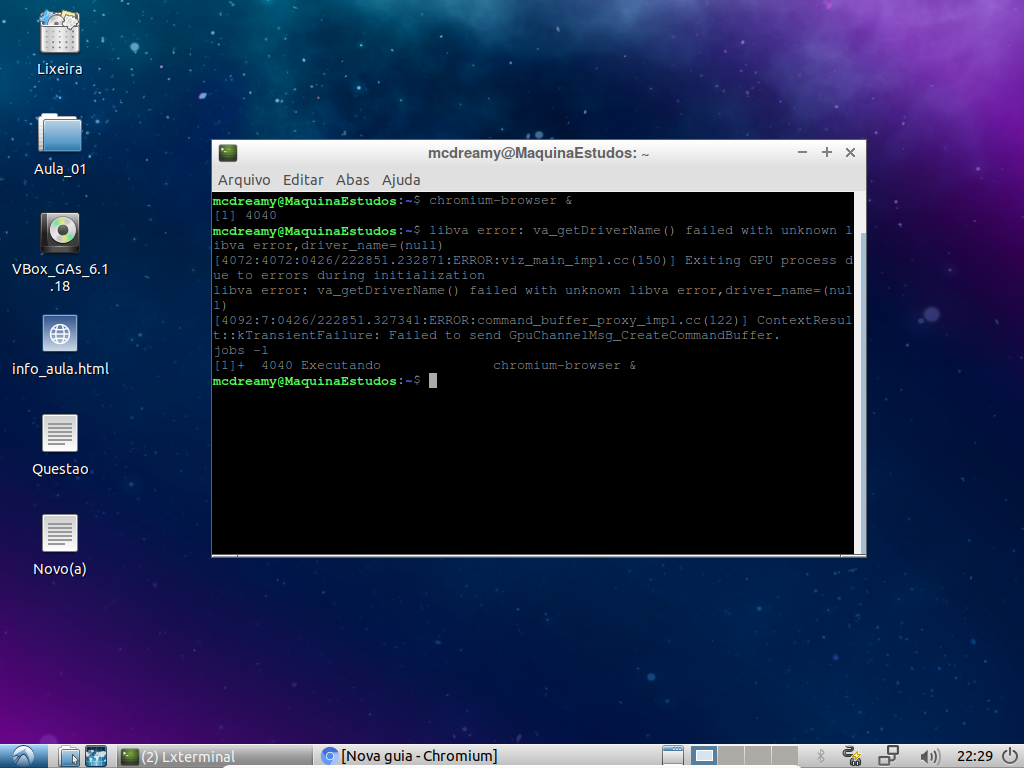 Lixeira
Aula_01
VBox_GAs_6.1
.18
info_aula.html
Questao
Novo(a)
mcdreamy@MaquinaEstudos: ~
Arquivo Editar Abas Ajuda
mcdreamy@MaquinaEstudos:~$ chromium-browser &
[1] 4040
mcdreamy@MaquinaEstudos:~$ libva error: va_getDriverName() failed with unknown l
ibva error,driver_name=(null)
[4072:4072:0426/222851.232871:ERROR:viz_main_impl.cc(150)] Exiting GPU process d
ue to errors during initialization
libva error: va_getDriverName() failed with unknown libva error,driver_name=(nul
l)
[4092:7:0426/222851.327341:ERROR:command_buffer_proxy_impl.cc(122)] ContextResul
t::kTransientFailure: Failed to send GpuChannelMsg_CreateCommandBuffer.
jobs -l
[1]+  4040 Executando              chromium-browser &
mcdreamy@MaquinaEstudos:~$
(2) Lxterminal
[Nova guia - Chromium]
22:29